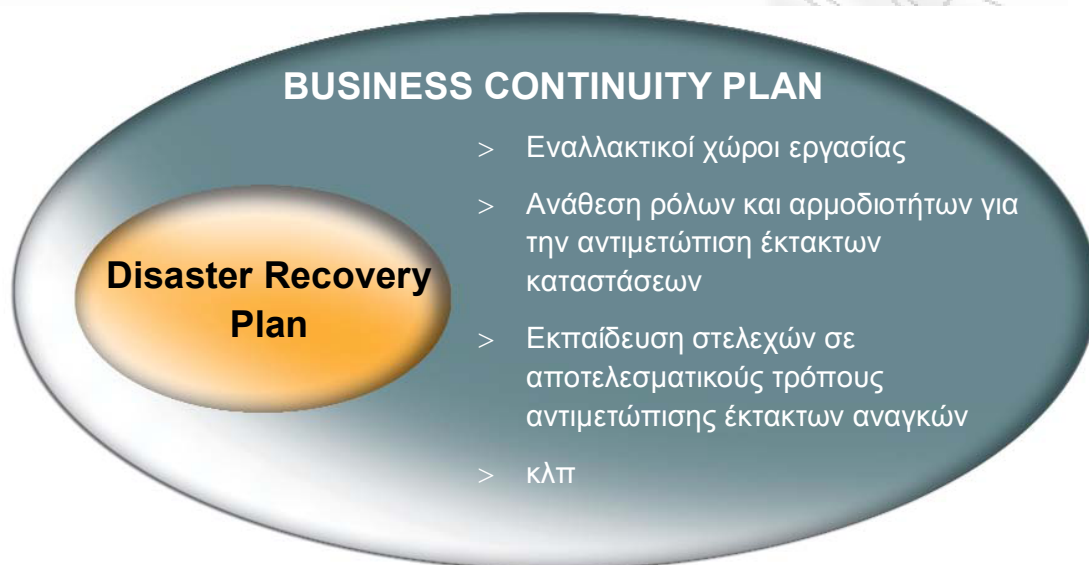 BUSINESS CONTINUITY PLAN
> Εναλλακτικοί χώροι εργασίας
> Ανάθεση ρόλων και αρμοδιοτήτων για
την αντιμετώπιση έκτακτων
καταστάσεων
> Εκπαίδευση στελεχών σε
αποτελεσματικούς τρόπους
αντιμετώπισης έκτακτων αναγκών
> κλπ
Disaster Recovery
Plan